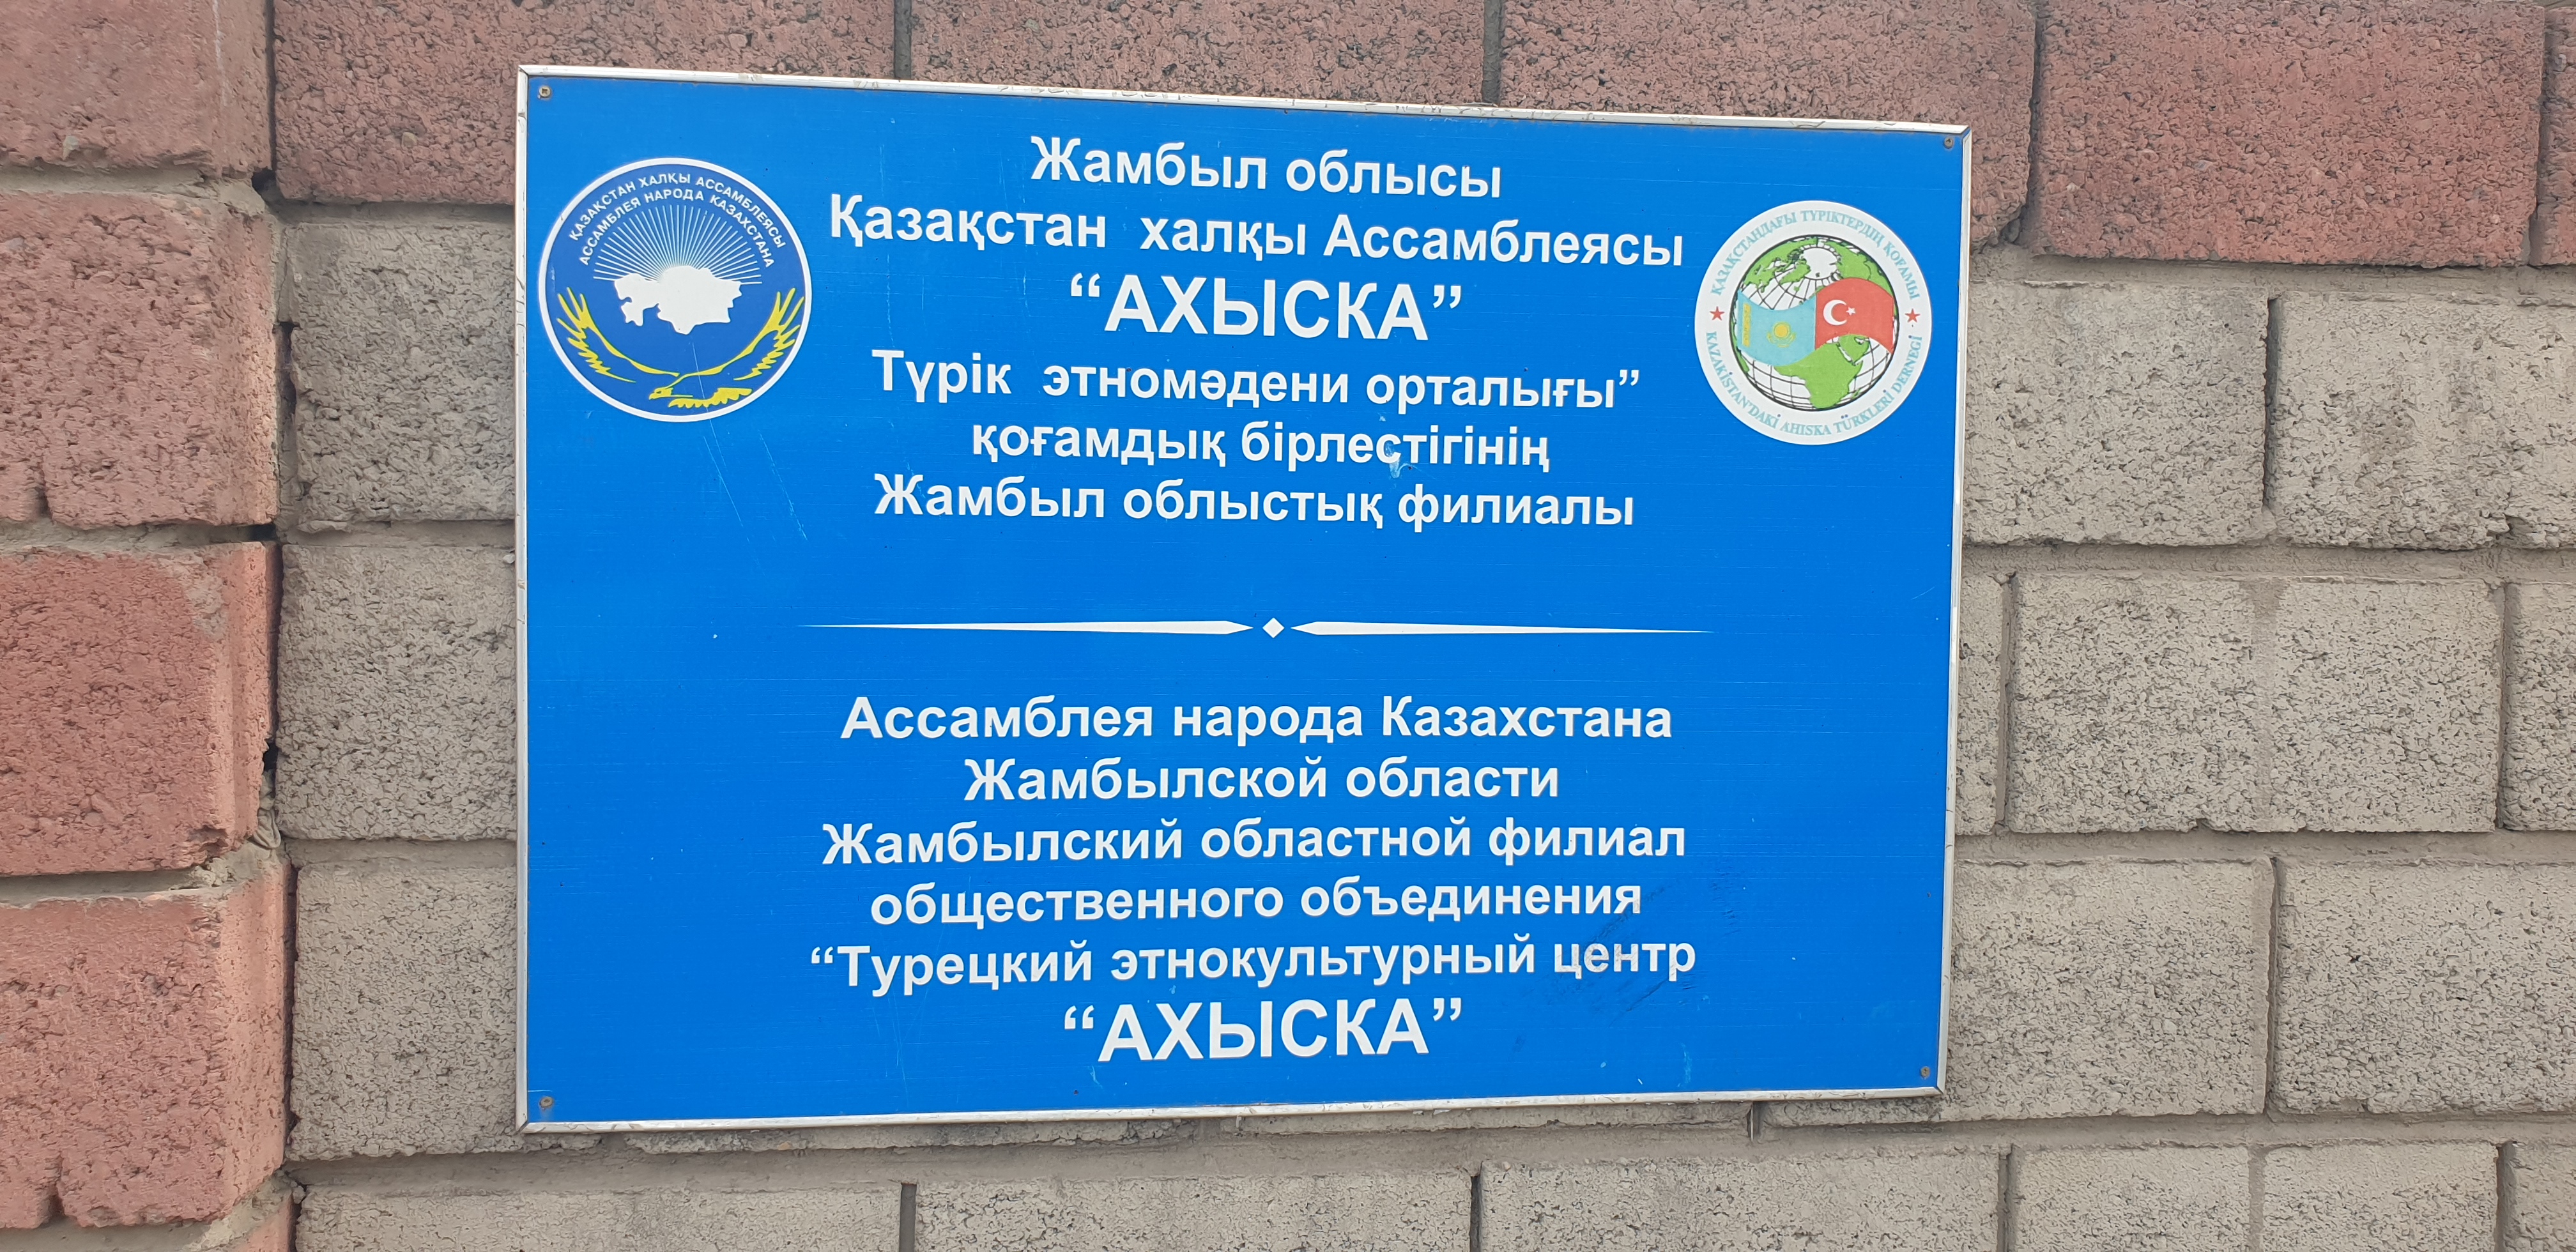 ҚАЗАҚСТАН ХАЛҚЫ АССАМБЛЕЯСЫ
АССАМБЛЕЯ НАРОДА КАЗАХСТАНА
Жамбыл облысы
Қазақстан халқы Ассамблеясы
“АХЫСКА”
Түрік этномәдени орталығы”
қоғамдық бірлестігінің
Жамбыл облыстық филиалы
ҚАЗАҚСТАНДАҒЫ ТҮРІКТЕРДІҢ ҚОҒАМЫ
KAZAKİSTAN'DAKİ AHISKA TÜRKLERİ DERNEGİ
Ассамблея народа Казахстана
Жамбылской области
Жамбылский областной филиал
общественного объединения
“Турецкий этнокультурный центр
“АХЫСКА”